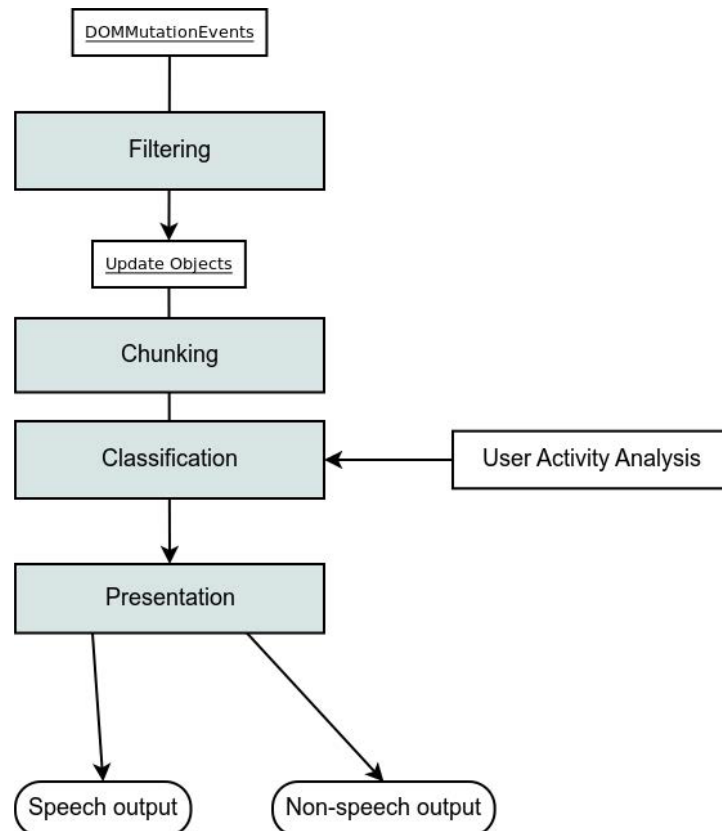 DOMMutationEvents
Filtering
Update Objects
Chunking
Classification
User Activity Analysis
Presentation
Speech output
Non-speech output